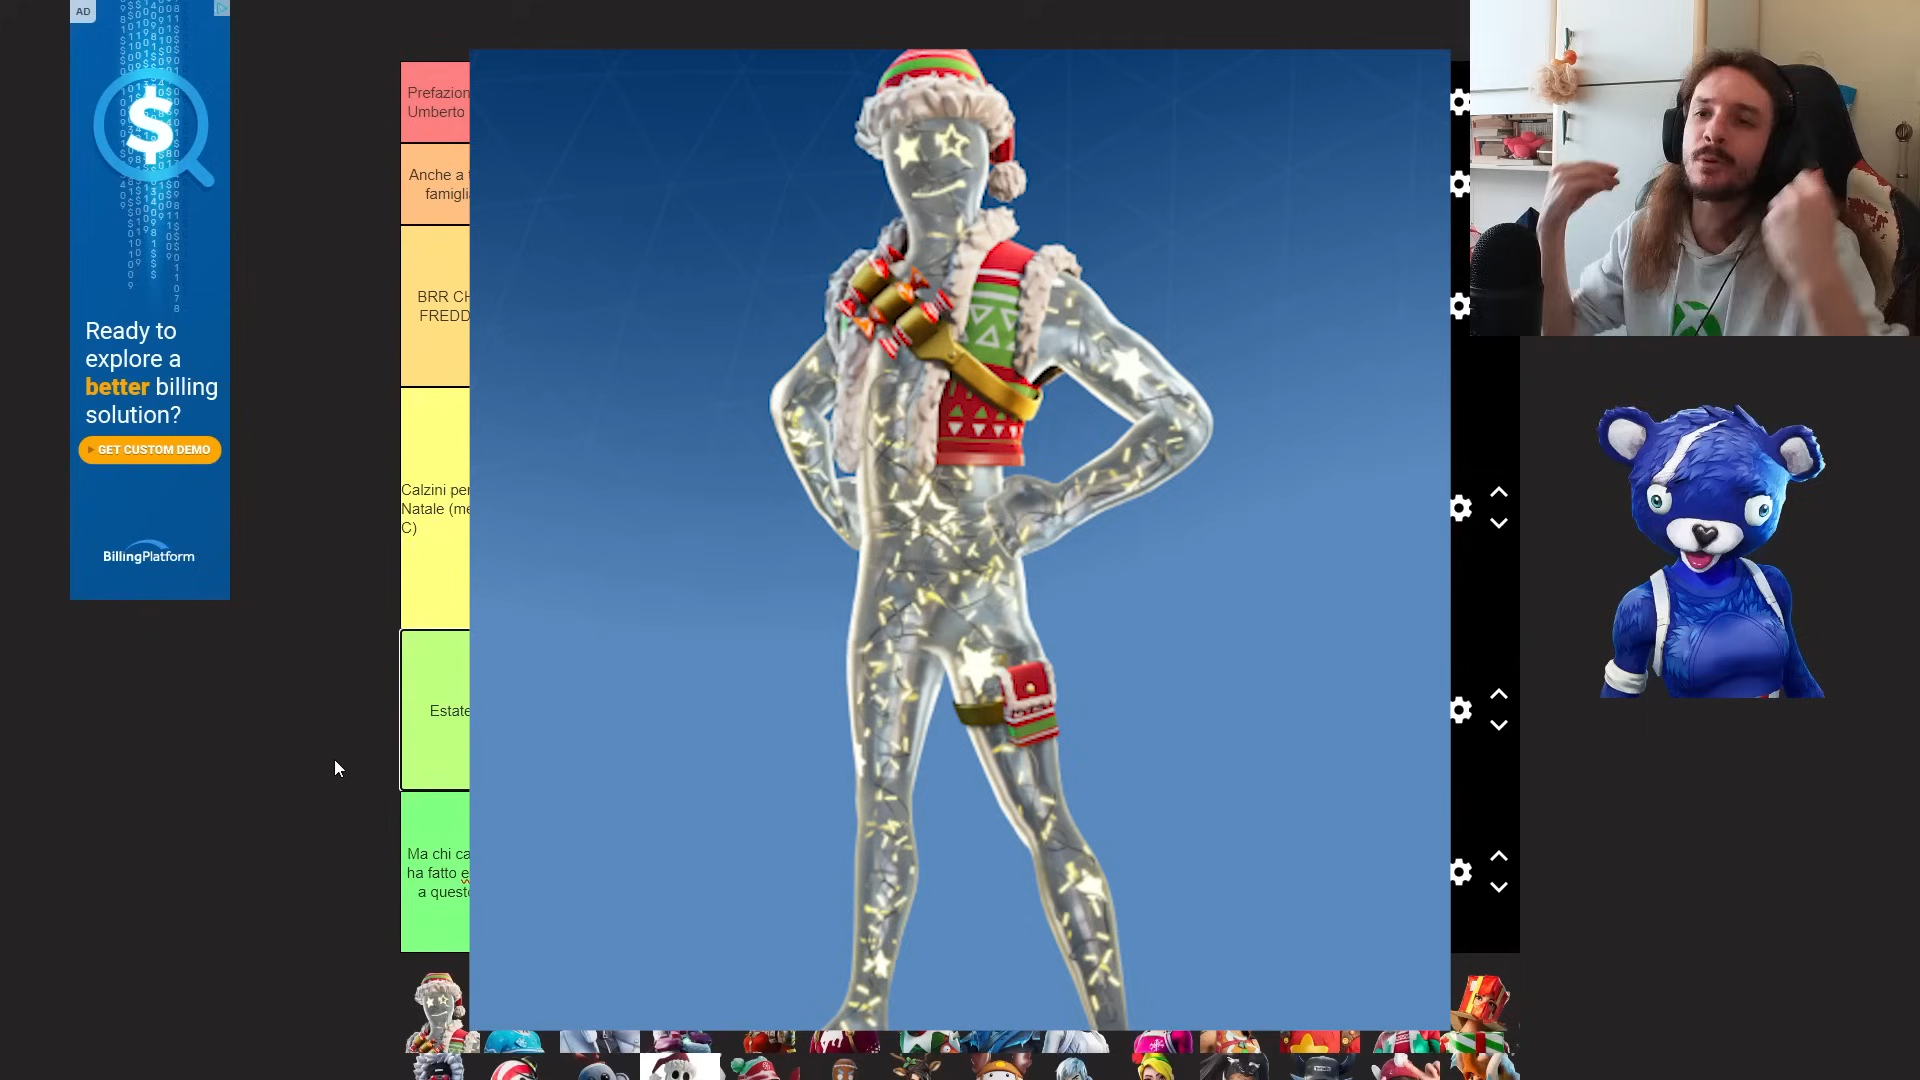 AD
Ready to
explore a
better billing
solution?
GET CUSTOM DEMO
BillingPlatform
Prefazion
Umberto
Anche a
famigli
BRR CH
FREDD
Calzini per
Natale (me
C)
Estate
Ma chi ca
ha fatto e
a questo